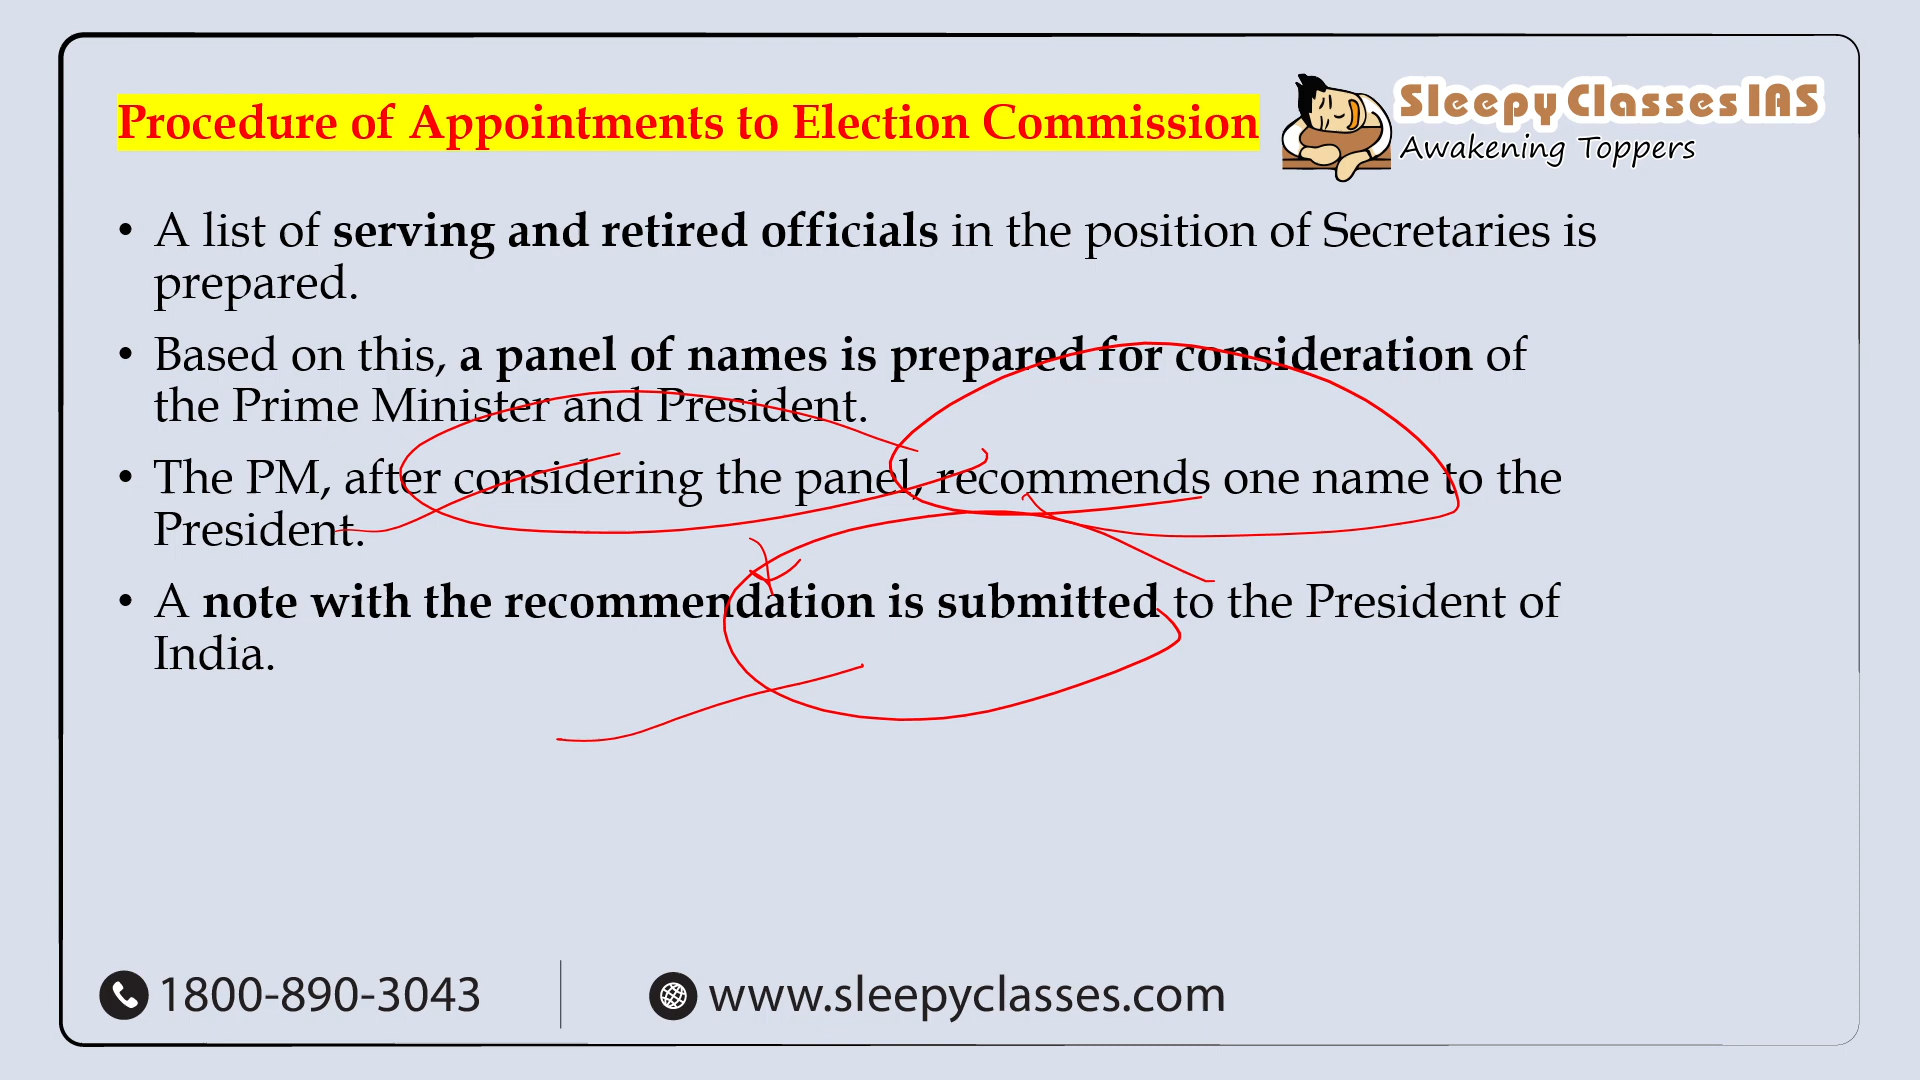 Procedure of Appointments to Election Commission
Sleepy Classes IAS
Awakening Toppers
• A list of serving and retired officials in the position of Secretaries is
prepared.
• Based on this, a panel of names is prepared for consideration of
the Prime Minister and President.
• The PM, after considering the panel, recommends one name to the
President.
• A note with the recommendation is submitted to the President of
India.
1800-890-3043
www.sleepyclasses.com